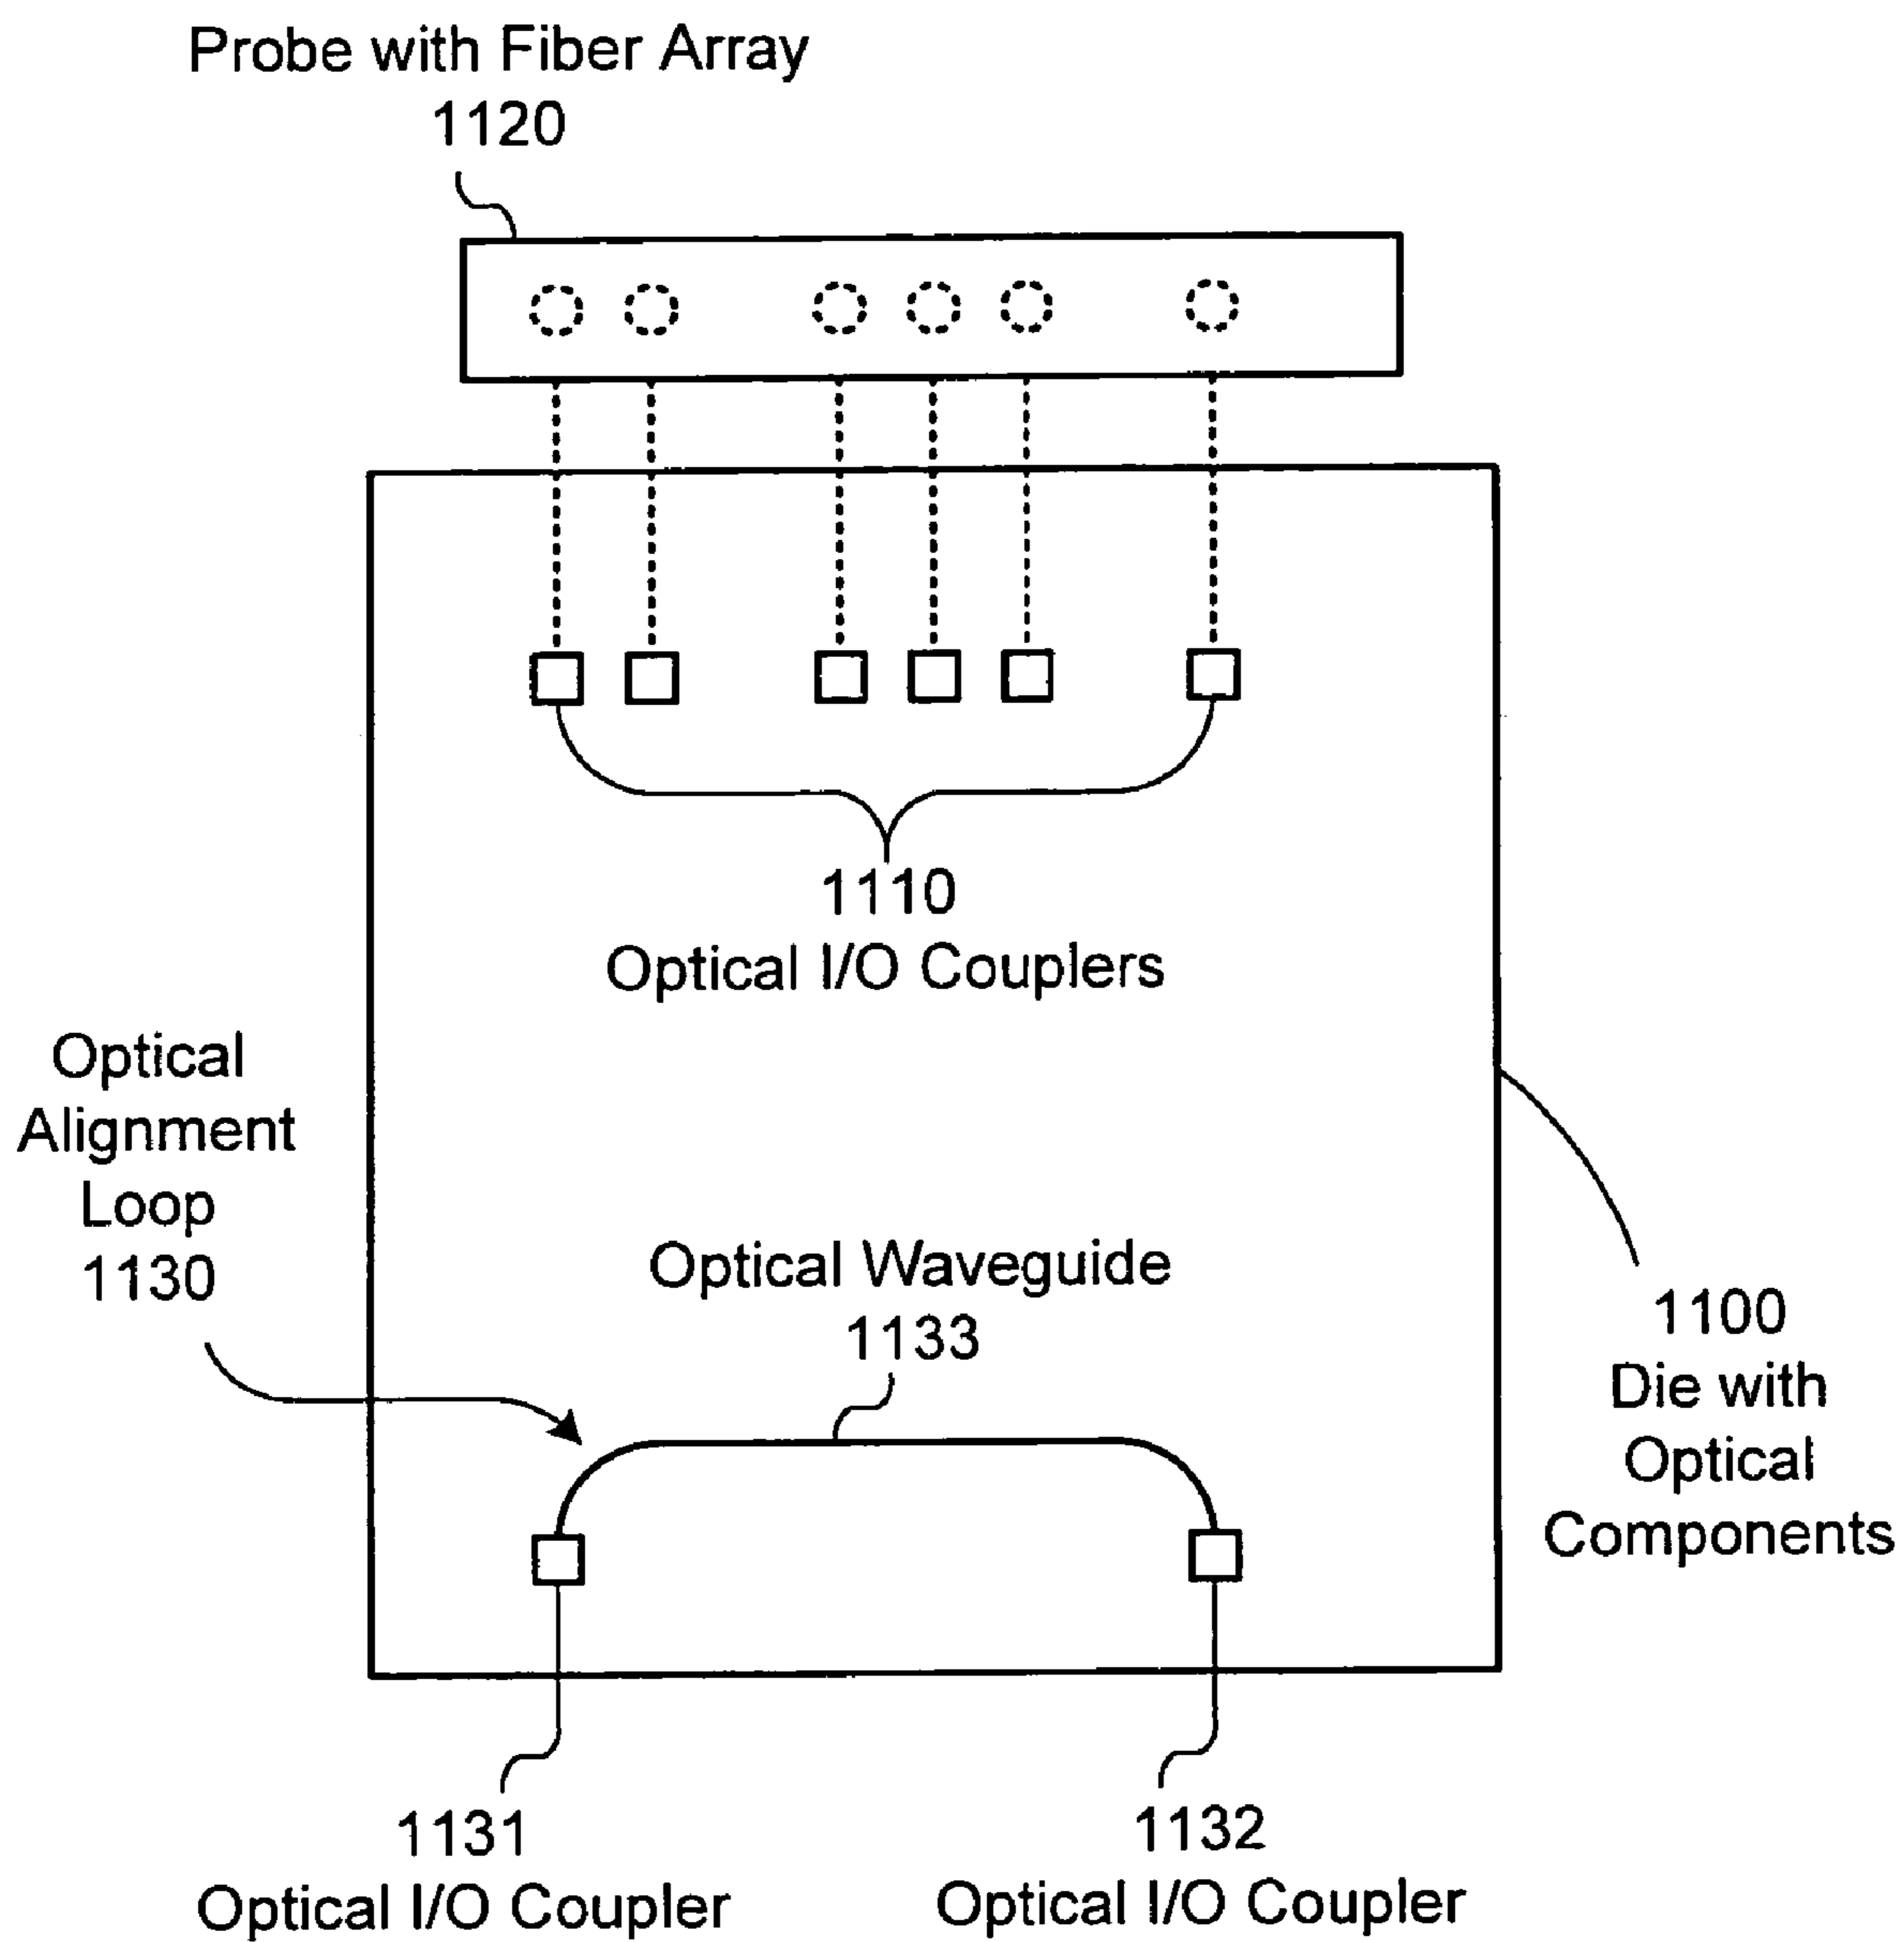 Probe with Fiber Array
1120
1110
Optical I/O Couplers
Optical
Alignment
Loop
1130
Optical Waveguide
1133
1100
Die with
Optical
Components
1131
Optical I/O Coupler
1132
Optical I/O Coupler